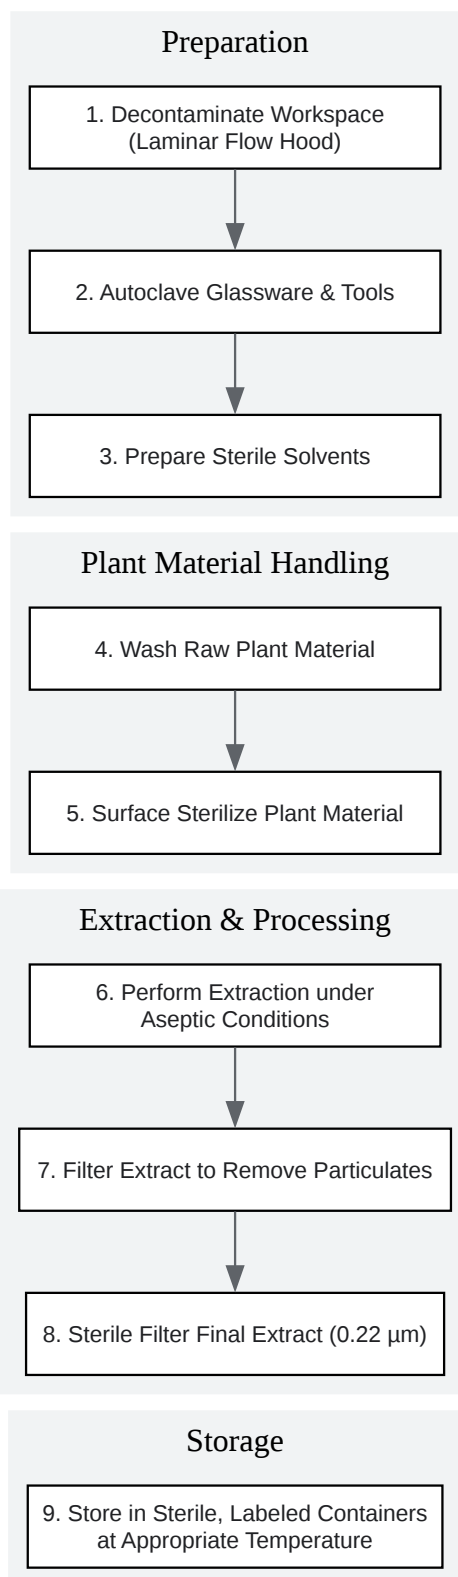 Preparation
1. Decontaminate Workspace
(Laminar Flow Hood)
2. Autoclave Glassware & Tools
3. Prepare Sterile Solvents
Plant Material Handling
4. Wash Raw Plant Material
5. Surface Sterilize Plant Material
Extraction & Processing
6. Perform Extraction under
Aseptic Conditions
7. Filter Extract to Remove Particulates
8. Sterile Filter Final Extract (0.22 µm)
Storage
9. Store in Sterile, Labeled Containers
at Appropriate Temperature